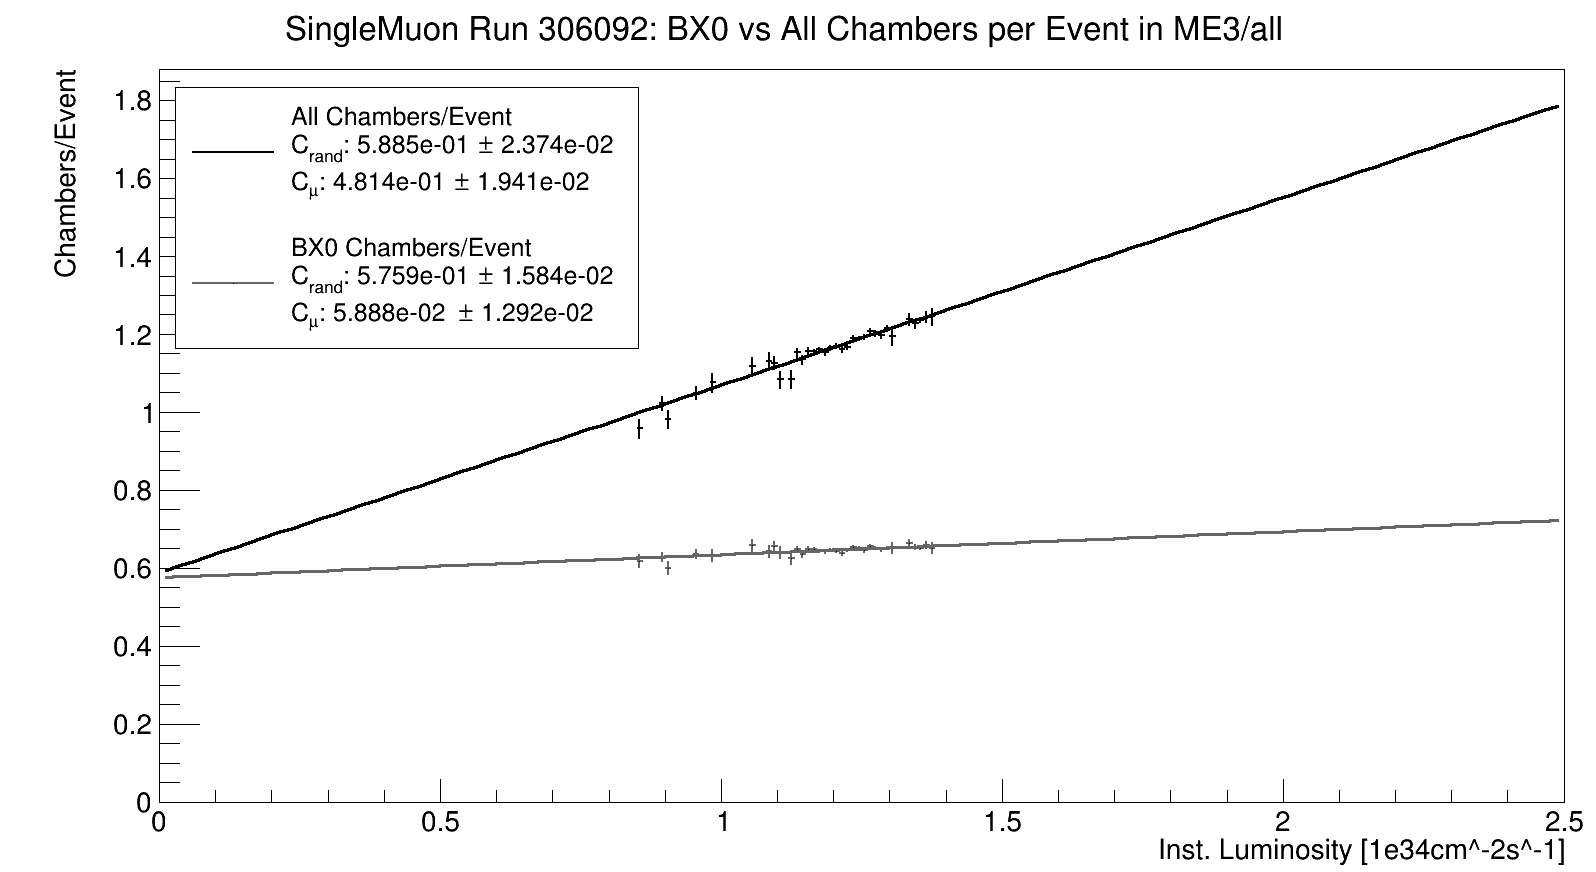 SingleMuon Run 306092: BX0 vs All Chambers per Event in ME3/all
Chambers/Event
1.8
1.6
1.4
1.2
1
0.8
0.6
0.4
0.2
0
All Chambers/Event
Crand: 5.885e-01 ± 2.374e-02
Cμ: 4.814e-01 ± 1.941e-02
BX0 Chambers/Event
Crand: 5.759e-01 ± 1.584e-02
Cμ: 5.888e-02 ± 1.292e-02
0 0.5 1 1.5 2 2.5
Inst. Luminosity [1e34cm^-2s^-1]